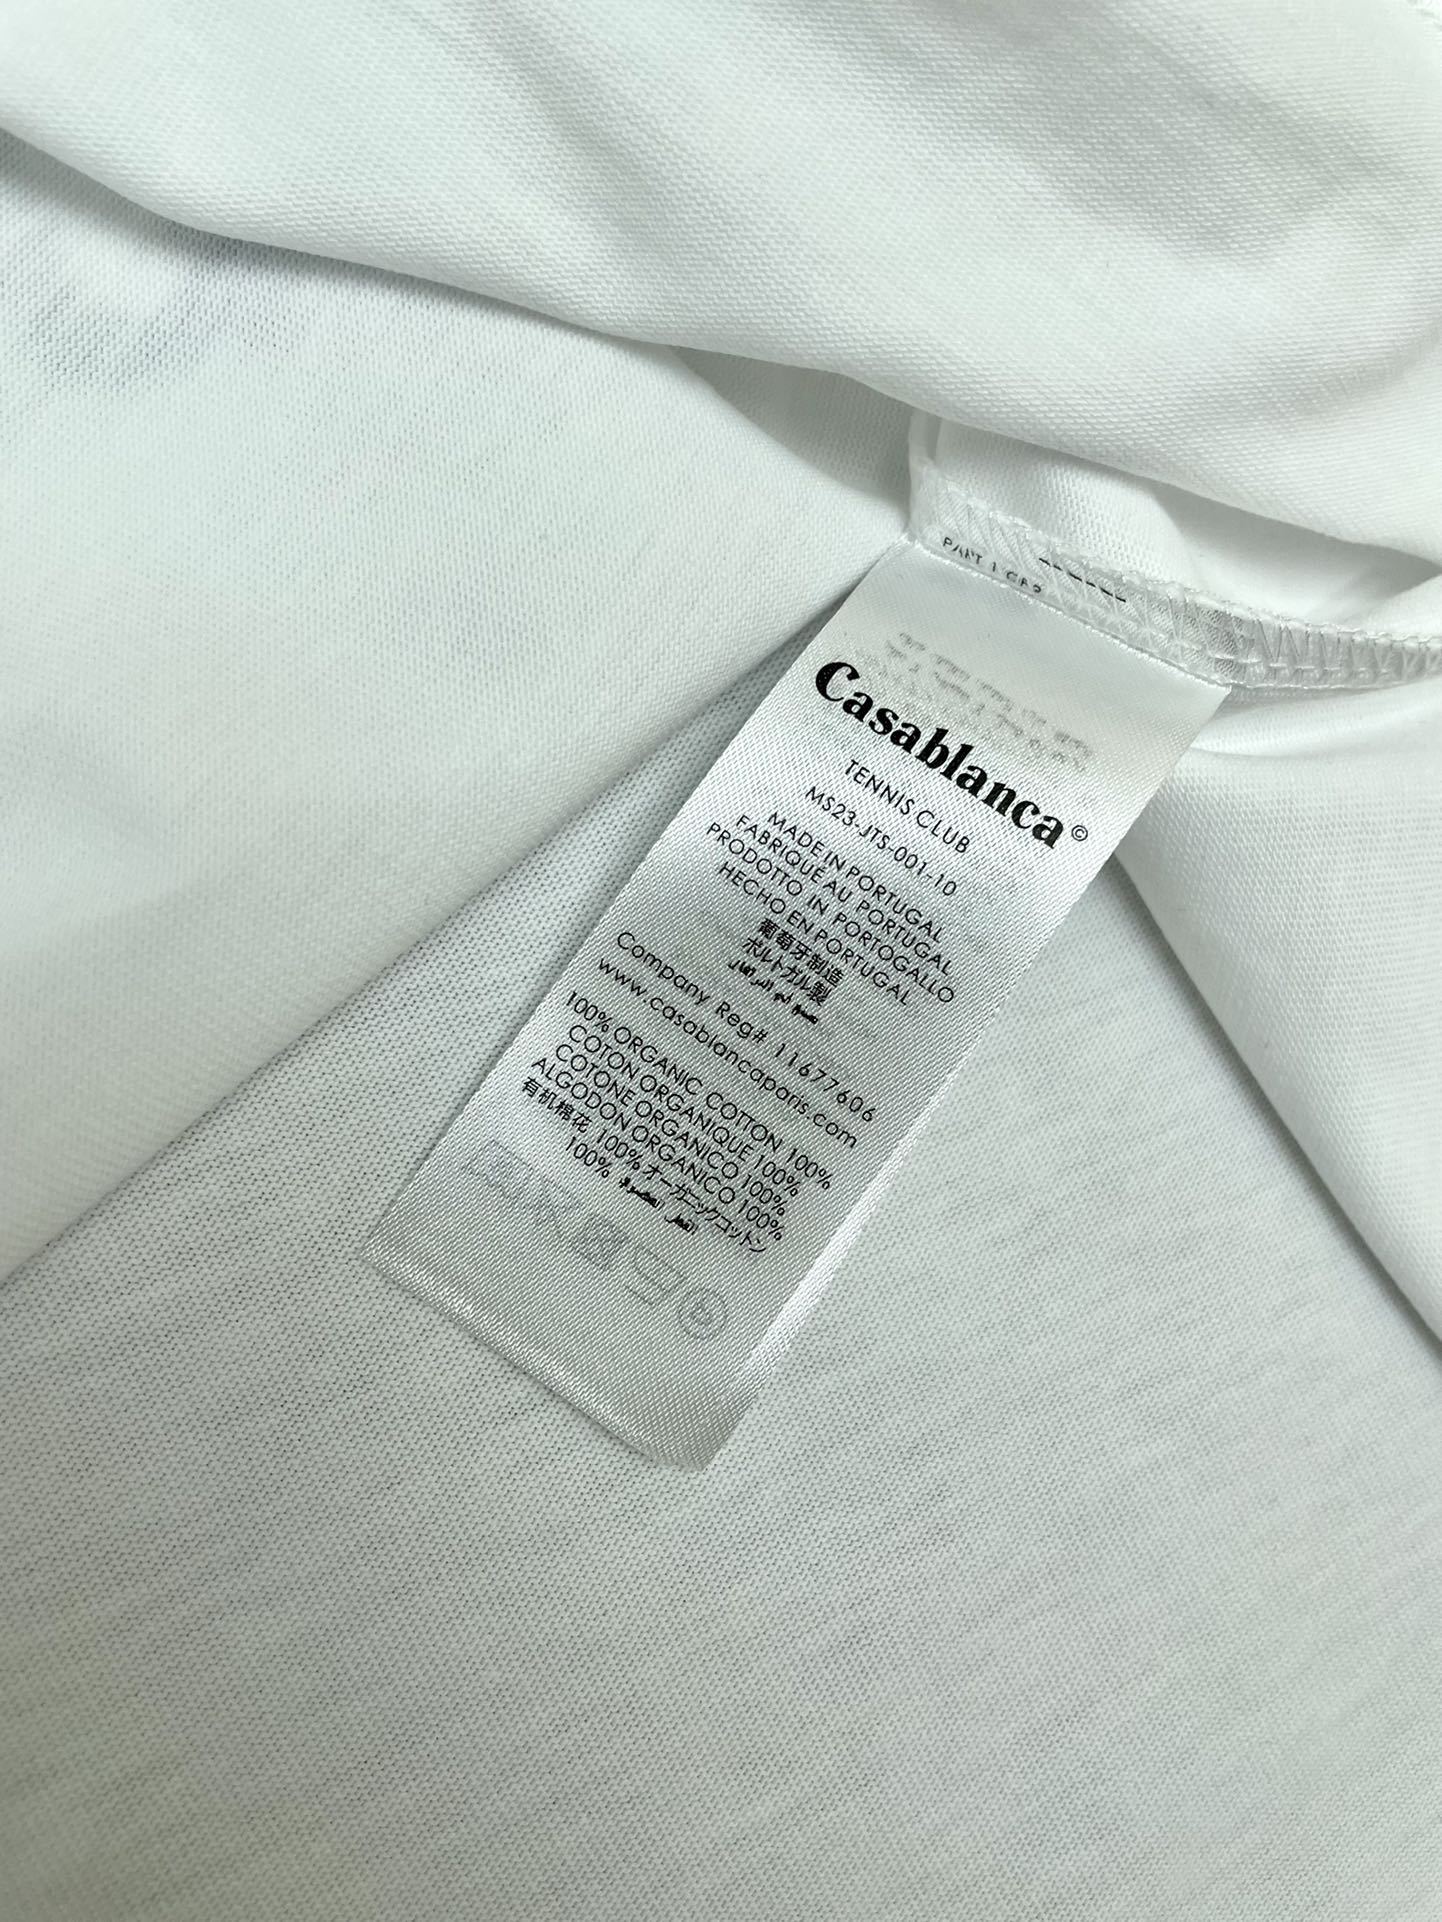 Casablanca©
TENNIS CLUB
MS23-JTS-001-10
MADE IN PORTUGAL
FABRIQUÉ AU PORTUGAL
PRODOTTO IN PORTOGALLO
HECHO EN PORTUGAL
葡萄牙制造
ポルトガル製
Company Reg# 11677606
www.casablancaparis.com
100% ORGANIC COTTON 100%
COTON ORGANIQUE 100%
COTONE ORGANICO 100%
ALGODON ORGANICO 100%
有机棉花 100% オーガニックコットン
100%